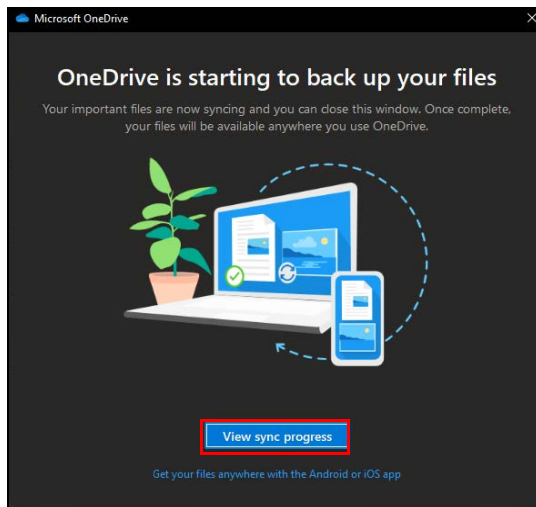 Microsoft OneDrive
OneDrive is starting to back up your files
Your important files are now syncing and you can close this window. Once complete,
your files will be available anywhere you use OneDrive.
View sync progress
Get your files anywhere with the Android or iOS app